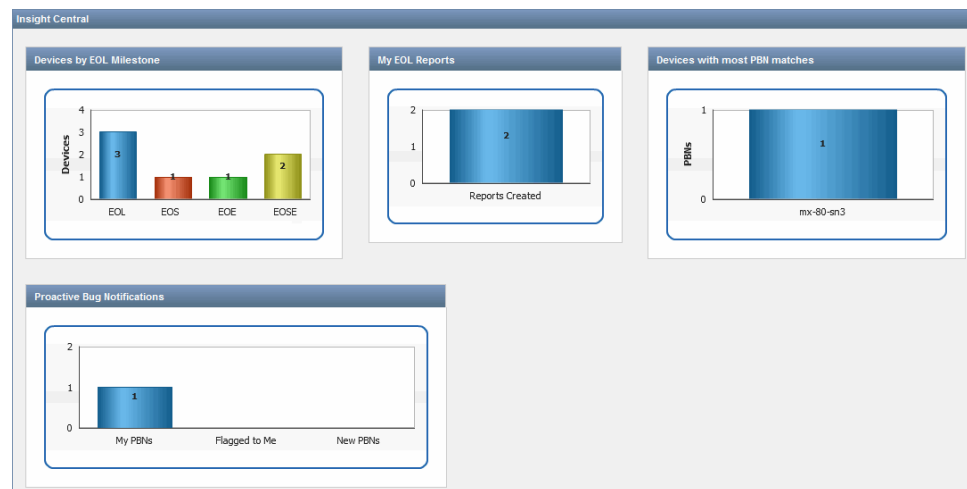 Insight Central
Devices by EOL Milestone
4
3
2
1
0
Devices
3
1
1
2
EOL EOS EOE EOSE
My EOL Reports
2
1
0
2
Reports Created
Devices with most PBN matches
1
0
PBNs
1
mx-80-sn3
Proactive Bug Notifications
2
1
0
1
My PBNs Flagged to Me New PBNs